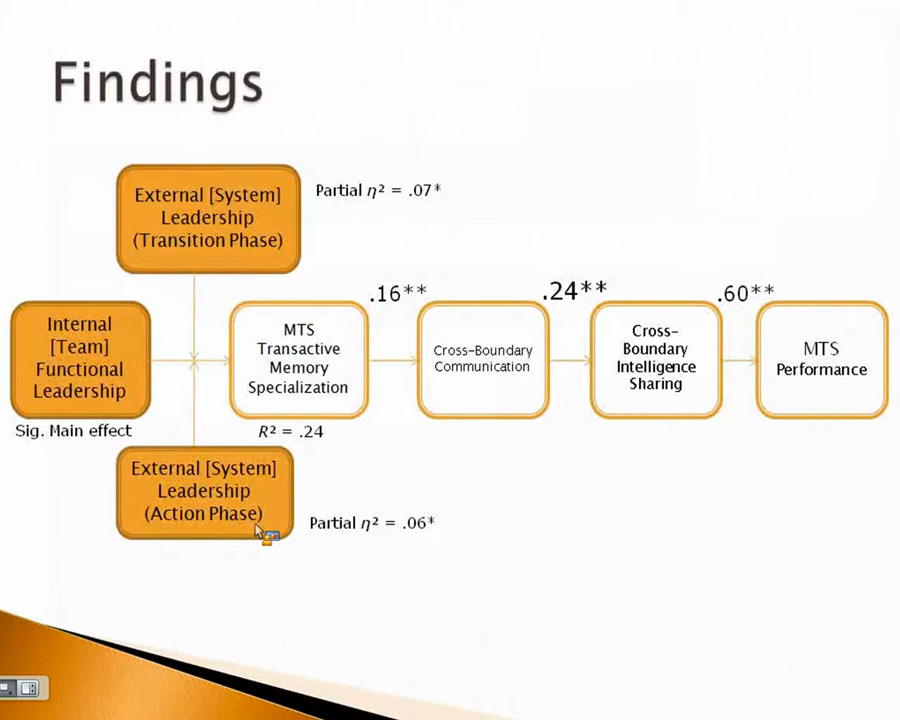 Findings
External [System]
Leadership
(Transition Phase)
Partial η² = .07*
.16**
.24**
.60**
Internal
[Team]
Functional
Leadership
MTS
Transactive
Memory
Specialization
Cross-Boundary
Communication
Cross-
Boundary
Intelligence
Sharing
MTS
Performance
Sig. Main effect
R² = .24
External [System]
Leadership
(Action Phase)
Partial η² = .06*